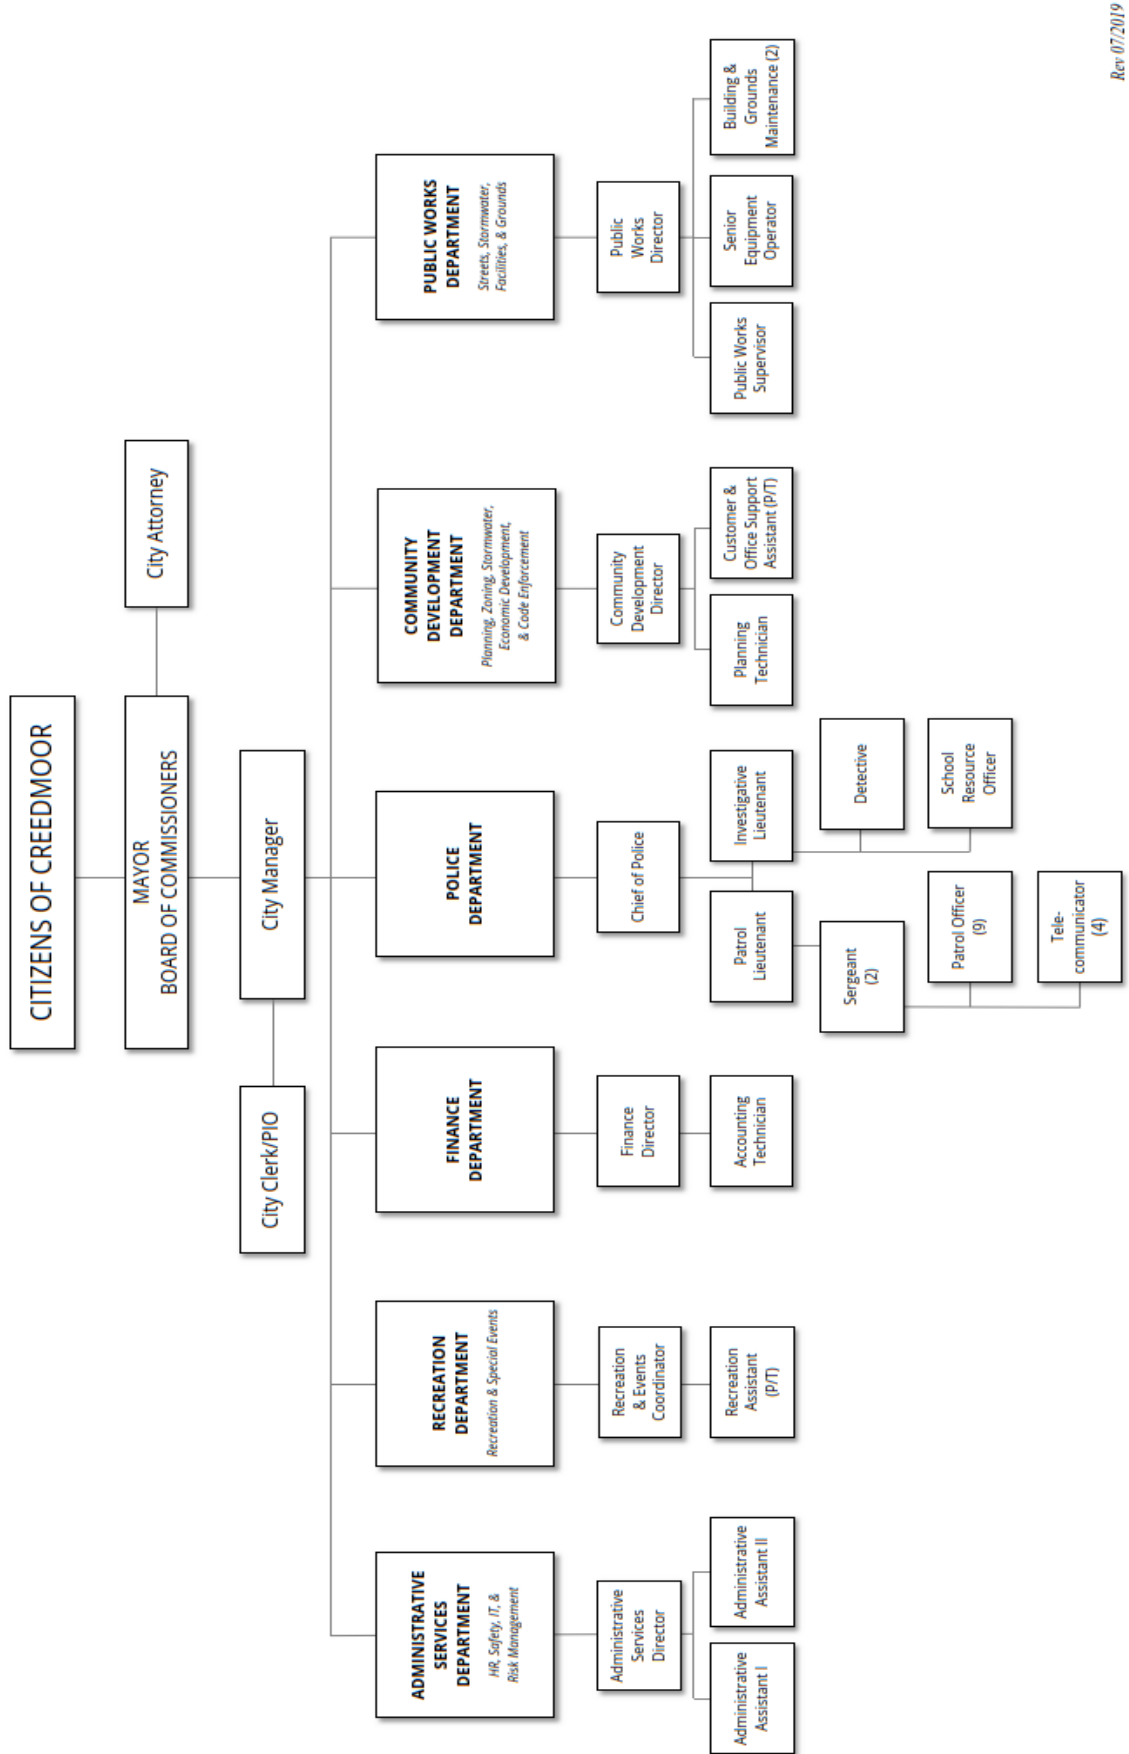 CITIZENS OF CREEDMOOR
MAYOR
BOARD OF COMMISSIONERS
City Attorney
City Clerk/PIO
City Manager
ADMINISTRATIVE
SERVICES
DEPARTMENT
HR, Safety, IT, &
Risk Management
RECREATION
DEPARTMENT
Recreation & Special Events
FINANCE
DEPARTMENT
POLICE
DEPARTMENT
COMMUNITY
DEVELOPMENT
DEPARTMENT
Planning, Zoning, Stormwater,
Economic Development,
& Code Enforcement
PUBLIC WORKS
DEPARTMENT
Streets, Stormwater,
Facilities, & Grounds
Administrative
Services
Director
Recreation
& Events
Coordinator
Finance
Director
Chief of Police
Community
Development
Director
Public
Works
Director
Administrative
Assistant I
Administrative
Assistant II
Recreation
Assistant
(P/T)
Accounting
Technician
Patrol
Lieutenant
Investigative
Lieutenant
Planning
Technician
Customer &
Office Support
Assistant (P/T)
Public Works
Supervisor
Senior
Equipment
Operator
Building &
Grounds
Maintenance (2)
Sergeant
(2)
Detective
Patrol Officer
(9)
School
Resource
Officer
Tele-
communicator
(4)
Rev 07/2019